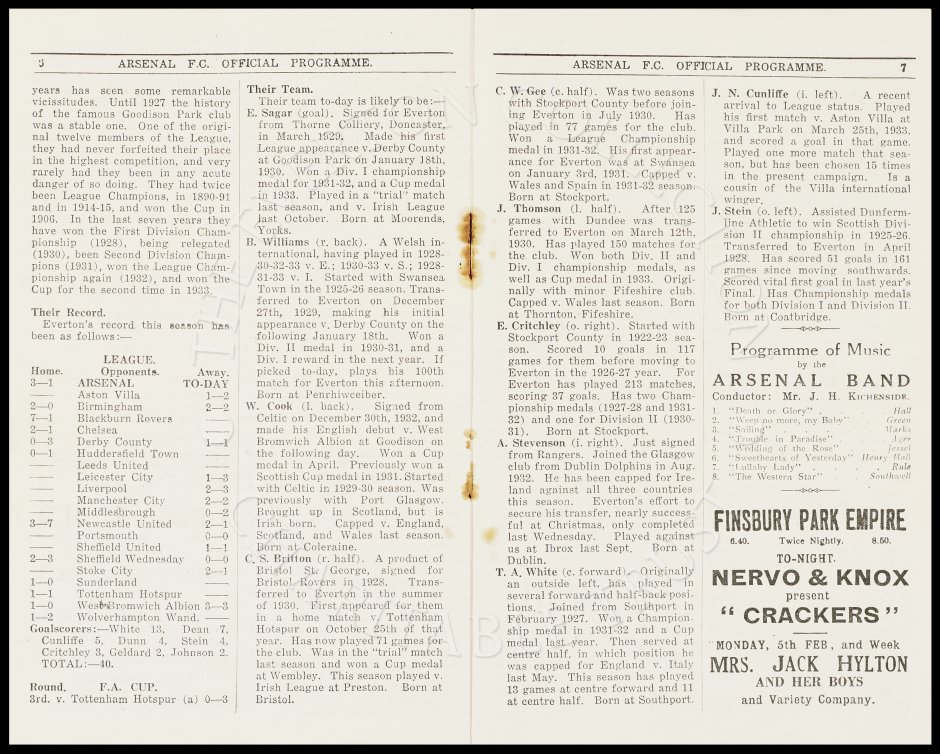 6 ARSENAL F.C. OFFICIAL PROGRAMME.
years has seen some remarkable
vicissitudes. Until 1927 the history
of the famous Goodison Park club
was a stable one. One of the origi-
nal twelve members of the League,
they had never forfeited their place
in the highest competition, and very
rarely had they been in any acute
danger of so doing. They had twice
been League Champions, in 1890-91
and in 1914-15, and won the Cup in
1906. In the last seven years they
have won the First Division Cham-
pionship (1928), being relegated
(1930), been Second Division Cham-
pions (1931), won the League Cham-
pionship again (1932), and won the
Cup for the second time in 1933.
Their Record.
Everton's record this season has
been as follows:—
LEAGUE.
Home. Opponents. Away.
3—1 ARSENAL TO-DAY
— Aston Villa 1—2
2—0 Birmingham 2—2
7—1 Blackburn Rovers —
2—1 Chelsea —
0—3 Derby County 1—1
0—1 Huddersfield Town —
— Leeds United —
— Leicester City 1—3
— Liverpool 2—3
— Manchester City 2—2
— Middlesbrough 0—2
3—7 Newcastle United 2—1
— Portsmouth 0—0
— Sheffield United 1—1
2—3 Sheffield Wednesday 0—0
— Stoke City 2—1
1—0 Sunderland —
1—1 Tottenham Hotspur —
1—0 West Bromwich Albion 3—3
1—2 Wolverhampton Wand. —
Goalscorers:—White 13, Dean 7,
Cunliffe 5, Dunn 4, Stein 4,
Critchley 3, Geldard 2, Johnson 2.
TOTAL:—40.
Round. F.A. CUP.
3rd. v. Tottenham Hotspur (a) 0—3
Their Team.
Their team to-day is likely to be:—
E. Sagar (goal). Signed for Everton
from Thorne Colliery, Doncaster,
in March 1929. Made his first
League appearance v. Derby County
at Goodison Park on January 18th,
1930. Won a Div. I championship
medal for 1931-32, and a Cup medal
in 1933. Played in a "trial" match
last season, and v. Irish League
last October. Born at Moorends,
Yorks.
B. Williams (r. back). A Welsh in-
ternational, having played in 1928-
30-32-33 v. E.; 1930-33 v. S.; 1928-
31-33 v. I. Started with Swansea
Town in the 1925-26 season. Trans-
ferred to Everton on December
27th, 1929, making his initial
appearance v. Derby County on the
following January 18th. Won a
Div. II medal in 1930-31, and a
Div. I reward in the next year. If
picked to-day, plays his 100th
match for Everton this afternoon.
Born at Penrhiwceiber.
W. Cook (l. back). Signed from
Celtic on December 30th, 1932, and
made his English debut v. West
Bromwich Albion at Goodison on
the following day. Won a Cup
medal in April. Previously won a
Scottish Cup medal in 1931. Started
with Celtic in 1929-30 season. Was
previously with Port Glasgow.
Brought up in Scotland, but is
Irish born. Capped v. England,
Scotland, and Wales last season.
Born at Coleraine.
C. S. Britton (r. half). A product of
Bristol St. George, signed for
Bristol Rovers in 1928. Trans-
ferred to Everton in the summer
of 1930. First appeared for them
in a home match v. Tottenham
Hotspur on October 25th of that
year. Has now played 71 games for
the club. Was in the "trial" match
last season and won a Cup medal
at Wembley. This season played v.
Irish League at Preston. Born at
Bristol.
ARSENAL F.C. OFFICIAL PROGRAMME. 7
C. W. Gee (c. half). Was two seasons
with Stockport County before join-
ing Everton in July 1930. Has
played in 77 games for the club.
Won a League Championship
medal in 1931-32. His first appear-
ance for Everton was at Swansea
on January 3rd, 1931. Capped v.
Wales and Spain in 1931-32 season.
Born at Stockport.
J. Thomson (l. half). After 125
games with Dundee was trans-
ferred to Everton on March 12th,
1930. Has played 150 matches for
the club. Won both Div. II and
Div. I championship medals, as
well as Cup medal in 1933. Origi-
nally with minor Fifeshire club.
Capped v. Wales last season. Born
at Thornton, Fifeshire.
E. Critchley (o. right). Started with
Stockport County in 1922-23 sea-
son. Scored 10 goals in 117
games for them before moving to
Everton in the 1926-27 year. For
Everton has played 213 matches,
scoring 37 goals. Has two Cham-
pionship medals (1927-28 and 1931-
32) and one for Division II (1930-
31). Born at Stockport.
A. Stevenson (i. right). Just signed
from Rangers. Joined the Glasgow
club from Dublin Dolphins in Aug.
1932. He has been capped for Ire-
land against all three countries
this season. Everton's effort to
secure his transfer, nearly success-
ful at Christmas, only completed
last Wednesday. Played against
us at Ibrox last Sept. Born at
Dublin.
T. A. White (c. forward). Originally
an outside left, has played in
several forward and half-back posi-
tions. Joined from Southport in
February 1927. Won a Champion-
ship medal in 1931-32 and a Cup
medal last year. Then served at
centre half, in which position he
was capped for England v. Italy
last May. This season has played
13 games at centre forward and 11
at centre half. Born at Southport.
J. N. Cunliffe (i. left). A recent
arrival to League status. Played
his first match v. Aston Villa at
Villa Park on March 25th, 1933,
and scored a goal in that game.
Played one more match that sea-
son, but has been chosen 15 times
in the present campaign. Is a
cousin of the Villa international
winger.
J. Stein (o. left). Assisted Dunferm-
line Athletic to win Scottish Divi-
sion II championship in 1925-26.
Transferred to Everton in April
1928. Has scored 51 goals in 161
games since moving southwards.
Scored vital first goal in last year's
Final. Has Championship medals
for both Division I and Division II.
Born at Coatbridge.
Programme of Music
by the
ARSENAL BAND
Conductor: Mr. J. H. KICHENSIDE.
1. "Death or Glory" . . Hall
2. "Weep no more, my Baby" Green
3. "Sailing" . . Marks
4. "Trouble in Paradise" . Ager
5. "Wedding of the Rose" . Jessel
6. "Sweethearts of Yesterday" Henry Hall
7. "Lullaby Lady" . . Rule
8. "The Western Star" Southwell
FINSBURY PARK EMPIRE
6.40. Twice Nightly. 8.50.
TO-NIGHT.
NERVO & KNOX
present
"CRACKERS"
MONDAY, 5th FEB, and Week
MRS. JACK HYLTON
AND HER BOYS
and Variety Company.